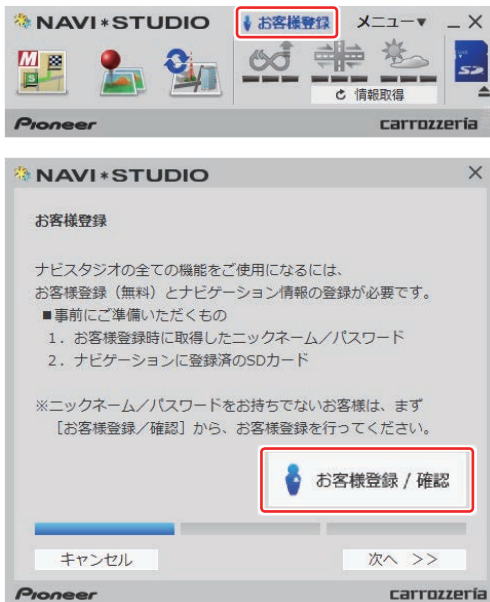 NAVI*STUDIO お客様登録 メニュー▼ _ ×
M
S
SD
情報取得
Pioneer carrozzeria
NAVI*STUDIO ×
お客様登録
ナビスタジオの全ての機能をご使用になるには、
お客様登録（無料）とナビゲーション情報の登録が必要です。
■事前にご準備いただくもの
1．お客様登録時に取得したニックネーム／パスワード
2．ナビゲーションに登録済のSDカード
※ニックネーム／パスワードをお持ちでないお客様は、まず
［お客様登録／確認］から、お客様登録を行ってください。
お客様登録 / 確認
キャンセル 次へ >>
Pioneer carrozzeria